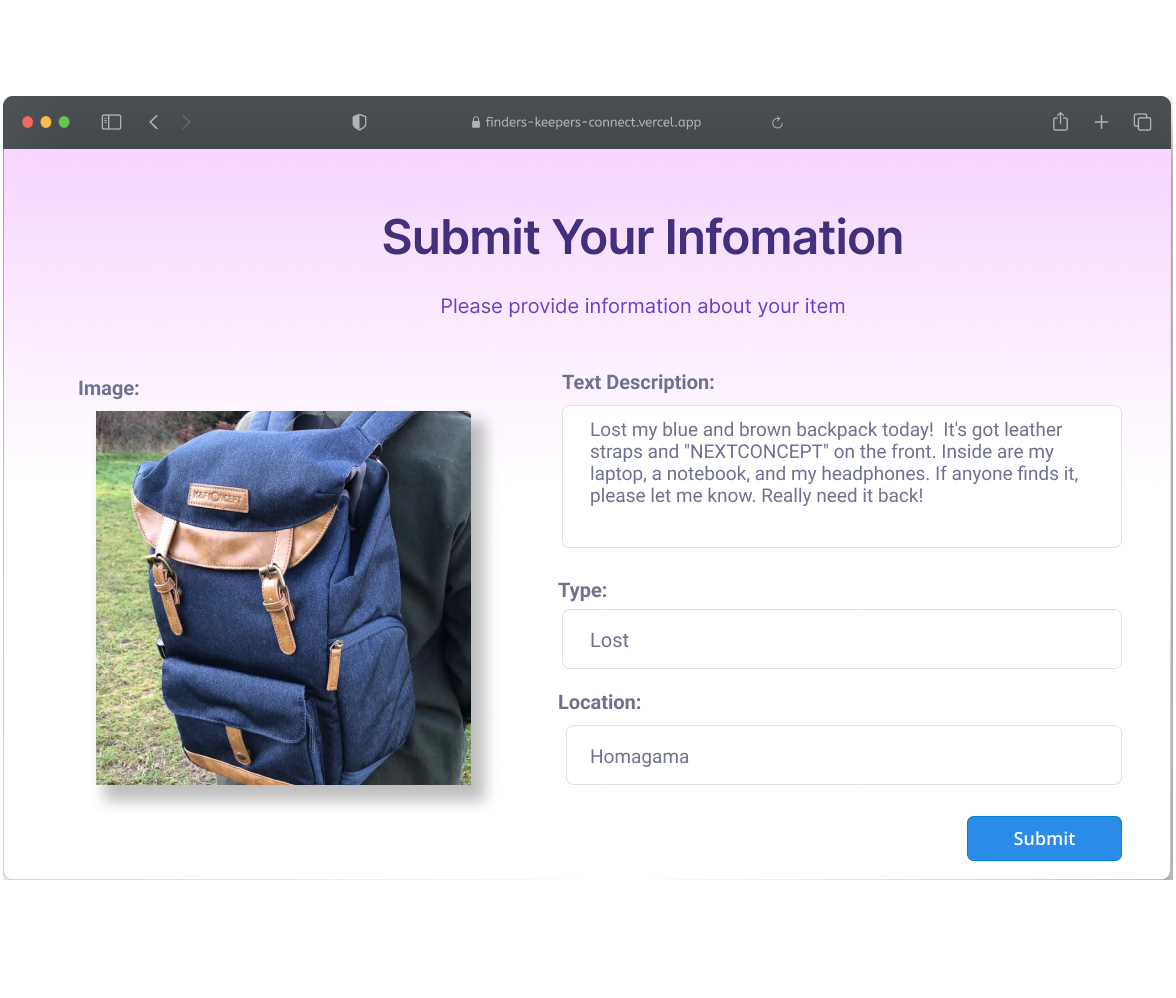 finders-keepers-connect.vercel.app
Submit Your Infomation
Please provide information about your item
Image:
K&F CONCEPT
Text Description:
Lost my blue and brown backpack today!  It's got leather
straps and "NEXTCONCEPT" on the front. Inside are my
laptop, a notebook, and my headphones. If anyone finds it,
please let me know. Really need it back!
Type:
Lost
Location:
Homagama
Submit